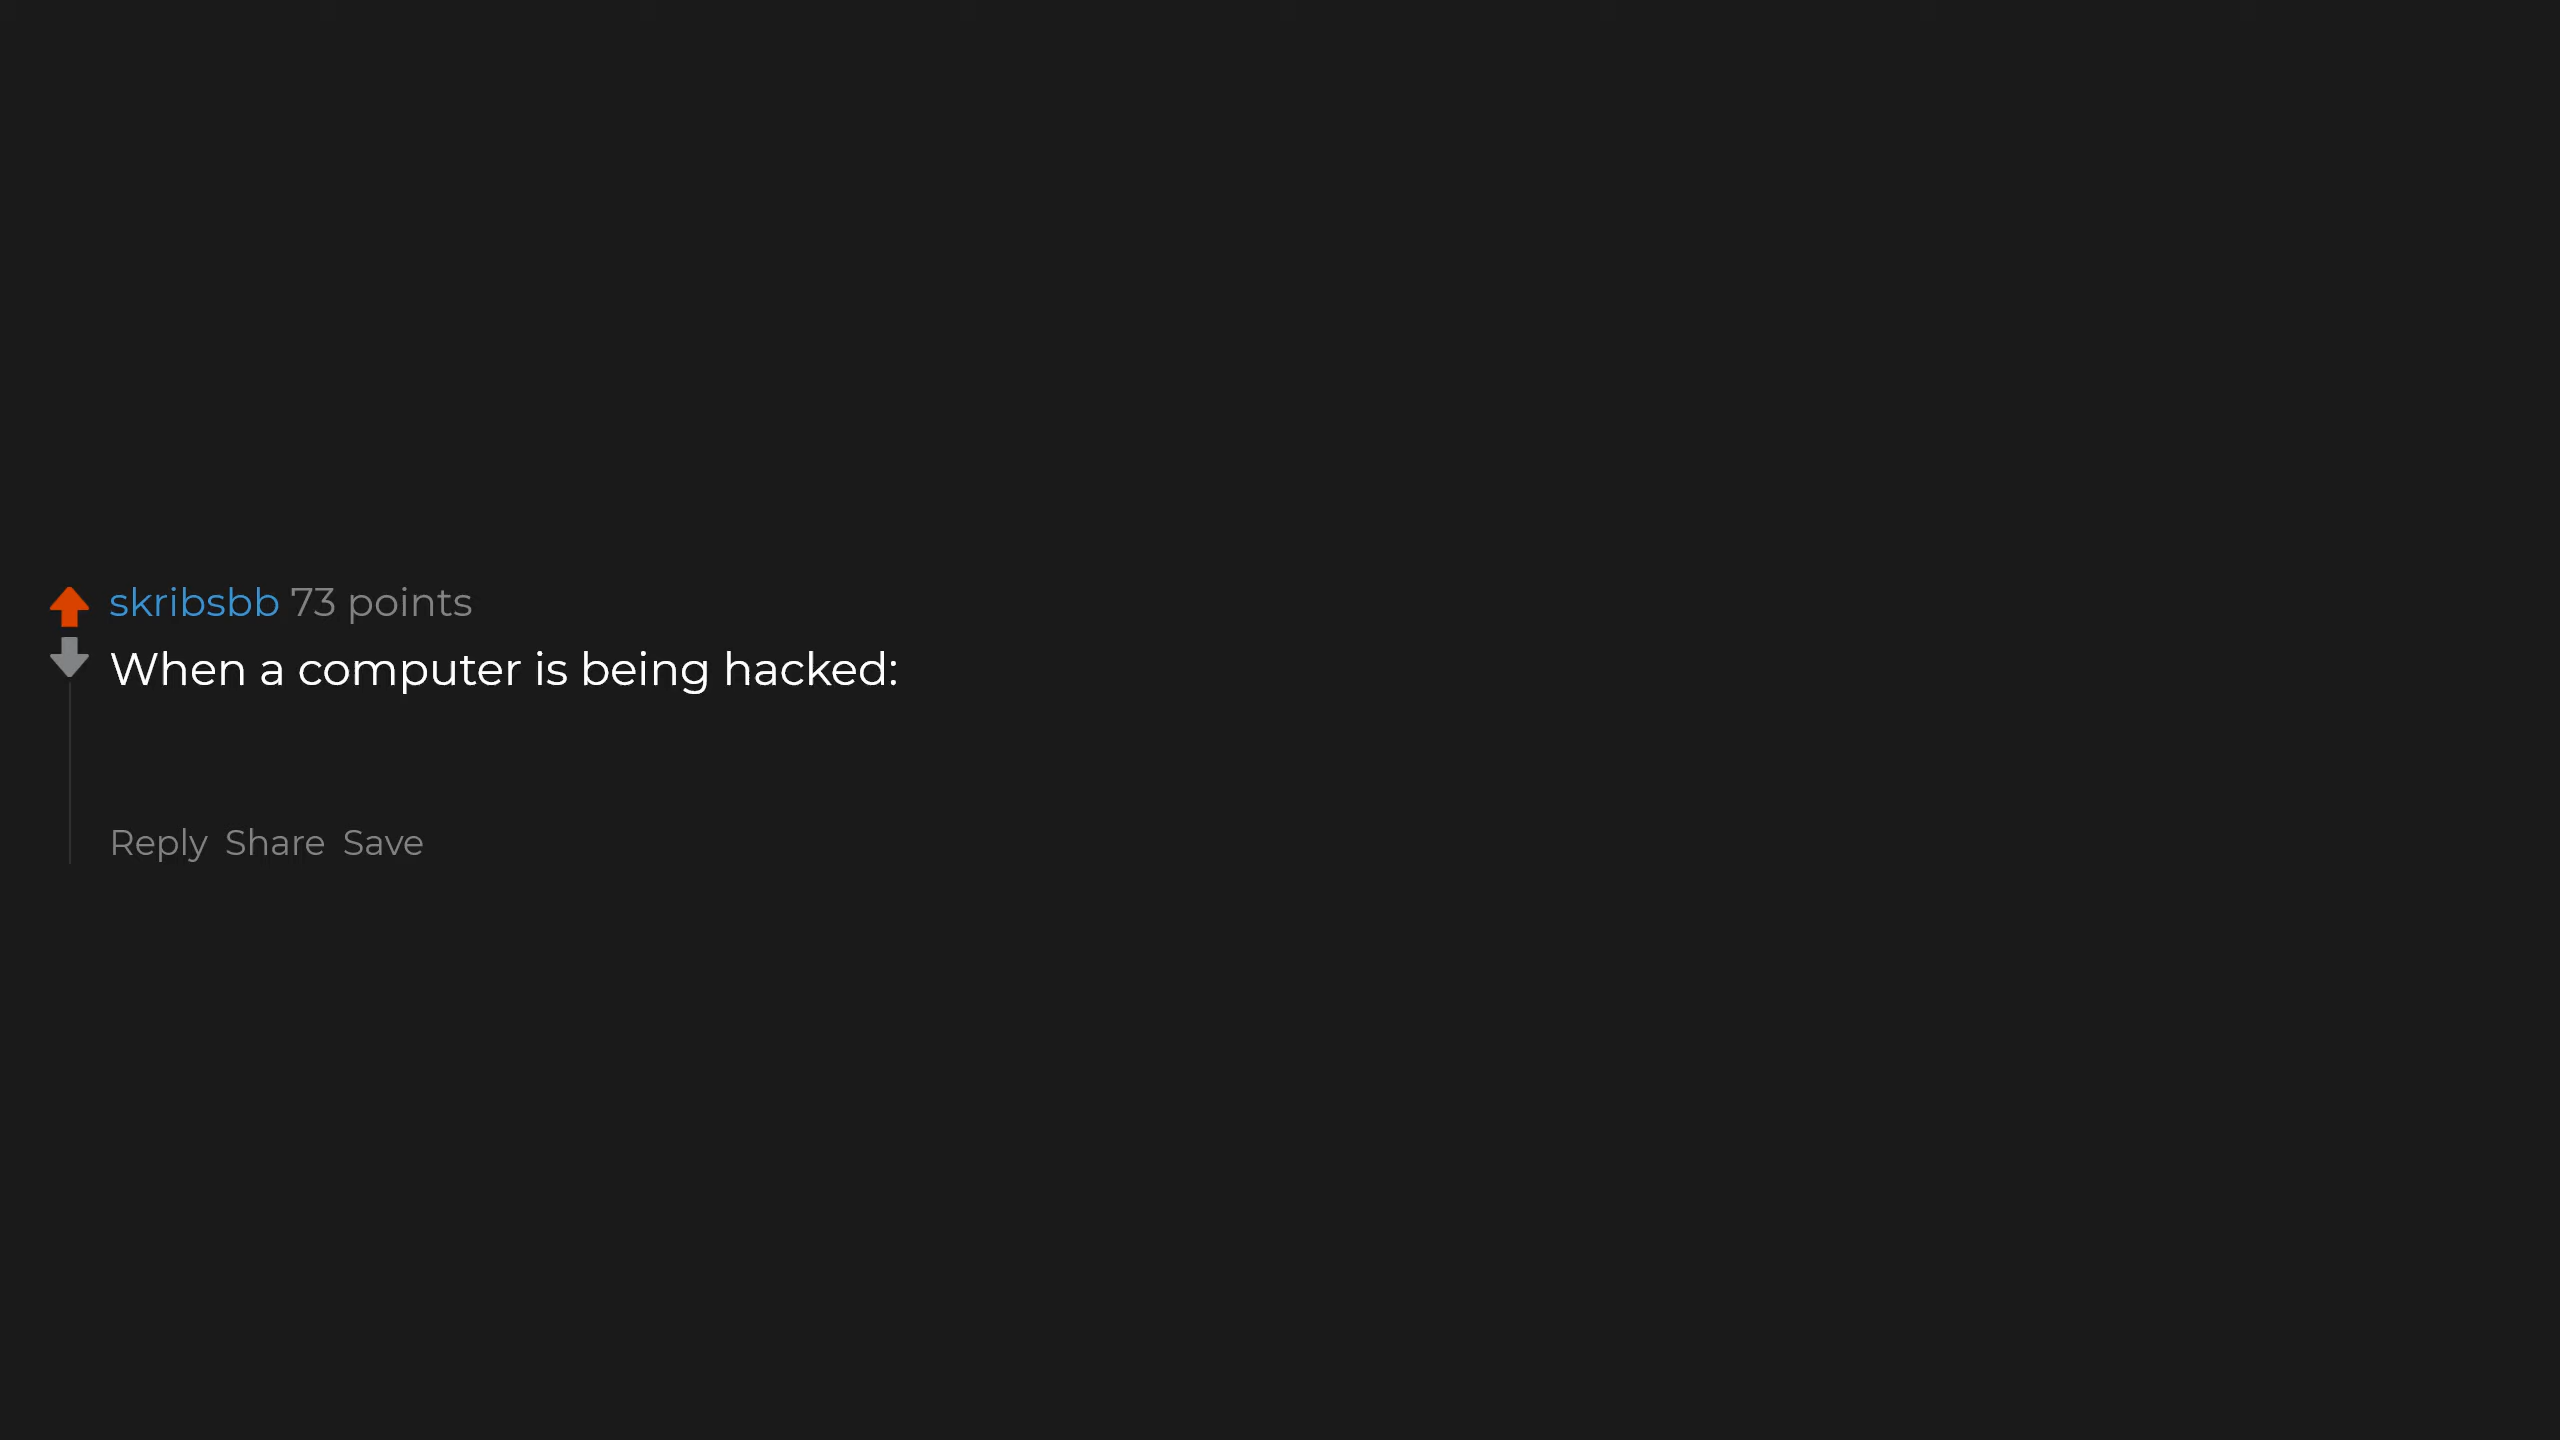 skribsbb 73 points
When a computer is being hacked:
Reply Share Save